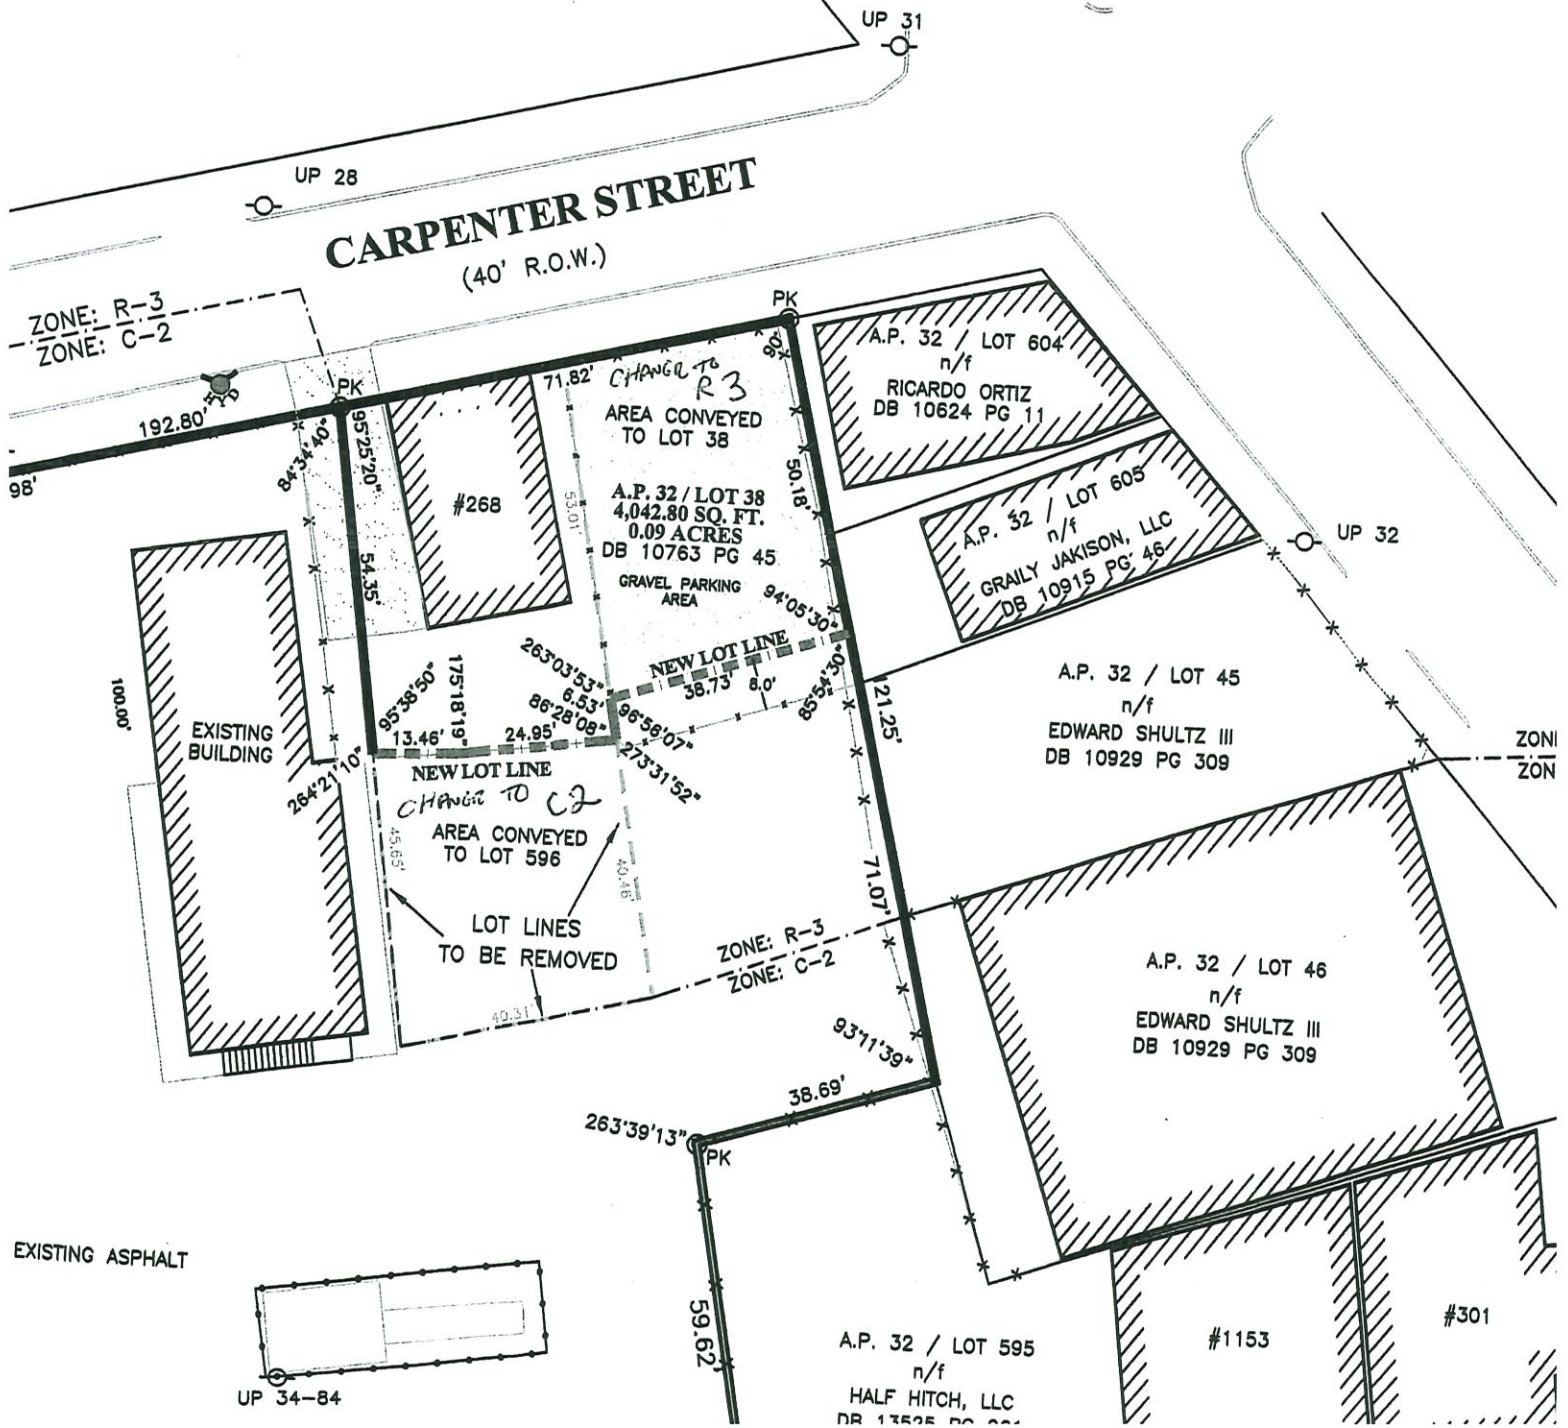 UP 31
UP 28
CARPENTER STREET
(40' R.O.W.)
ZONE: R-3
ZONE: C-2
PK
HYD
PK
192.80'
98'
84°34'40"
95°25'20"
54.35'
#268
71.82'
CHANGE TO
R3
AREA CONVEYED
TO LOT 38
A.P. 32 / LOT 38
4,042.80 SQ. FT.
0.09 ACRES
DB 10763 PG 45
GRAVEL PARKING
AREA
53.01
90°
50.18'
94°05'30"
A.P. 32 / LOT 604
n/f
RICARDO ORTIZ
DB 10624 PG 11
A.P. 32 / LOT 605
n/f
GRAILY JAKISON, LLC
DB 10915 PG 46
UP 32
NEW LOT LINE
38.73'
8.0'
85°54'30"
121.25'
263°03'53"
6.53'
86°28'08"
96°56'07"
273°31'52"
95°38'50"
175°18'19"
13.46'
24.95'
NEW LOT LINE
CHANGE TO C2
AREA CONVEYED
TO LOT 596
264°21'10"
100.00'
EXISTING
BUILDING
45.65'
40.46'
LOT LINES
TO BE REMOVED
40.31'
A.P. 32 / LOT 45
n/f
EDWARD SHULTZ III
DB 10929 PG 309
ZONE: R-3
ZONE: C-2
71.07'
93°11'39"
38.69'
263°39'13"
PK
59.62'
ZONI
ZON
A.P. 32 / LOT 46
n/f
EDWARD SHULTZ III
DB 10929 PG 309
EXISTING ASPHALT
UP 34-84
A.P. 32 / LOT 595
n/f
HALF HITCH, LLC
DB 13525 PG
#1153
#301